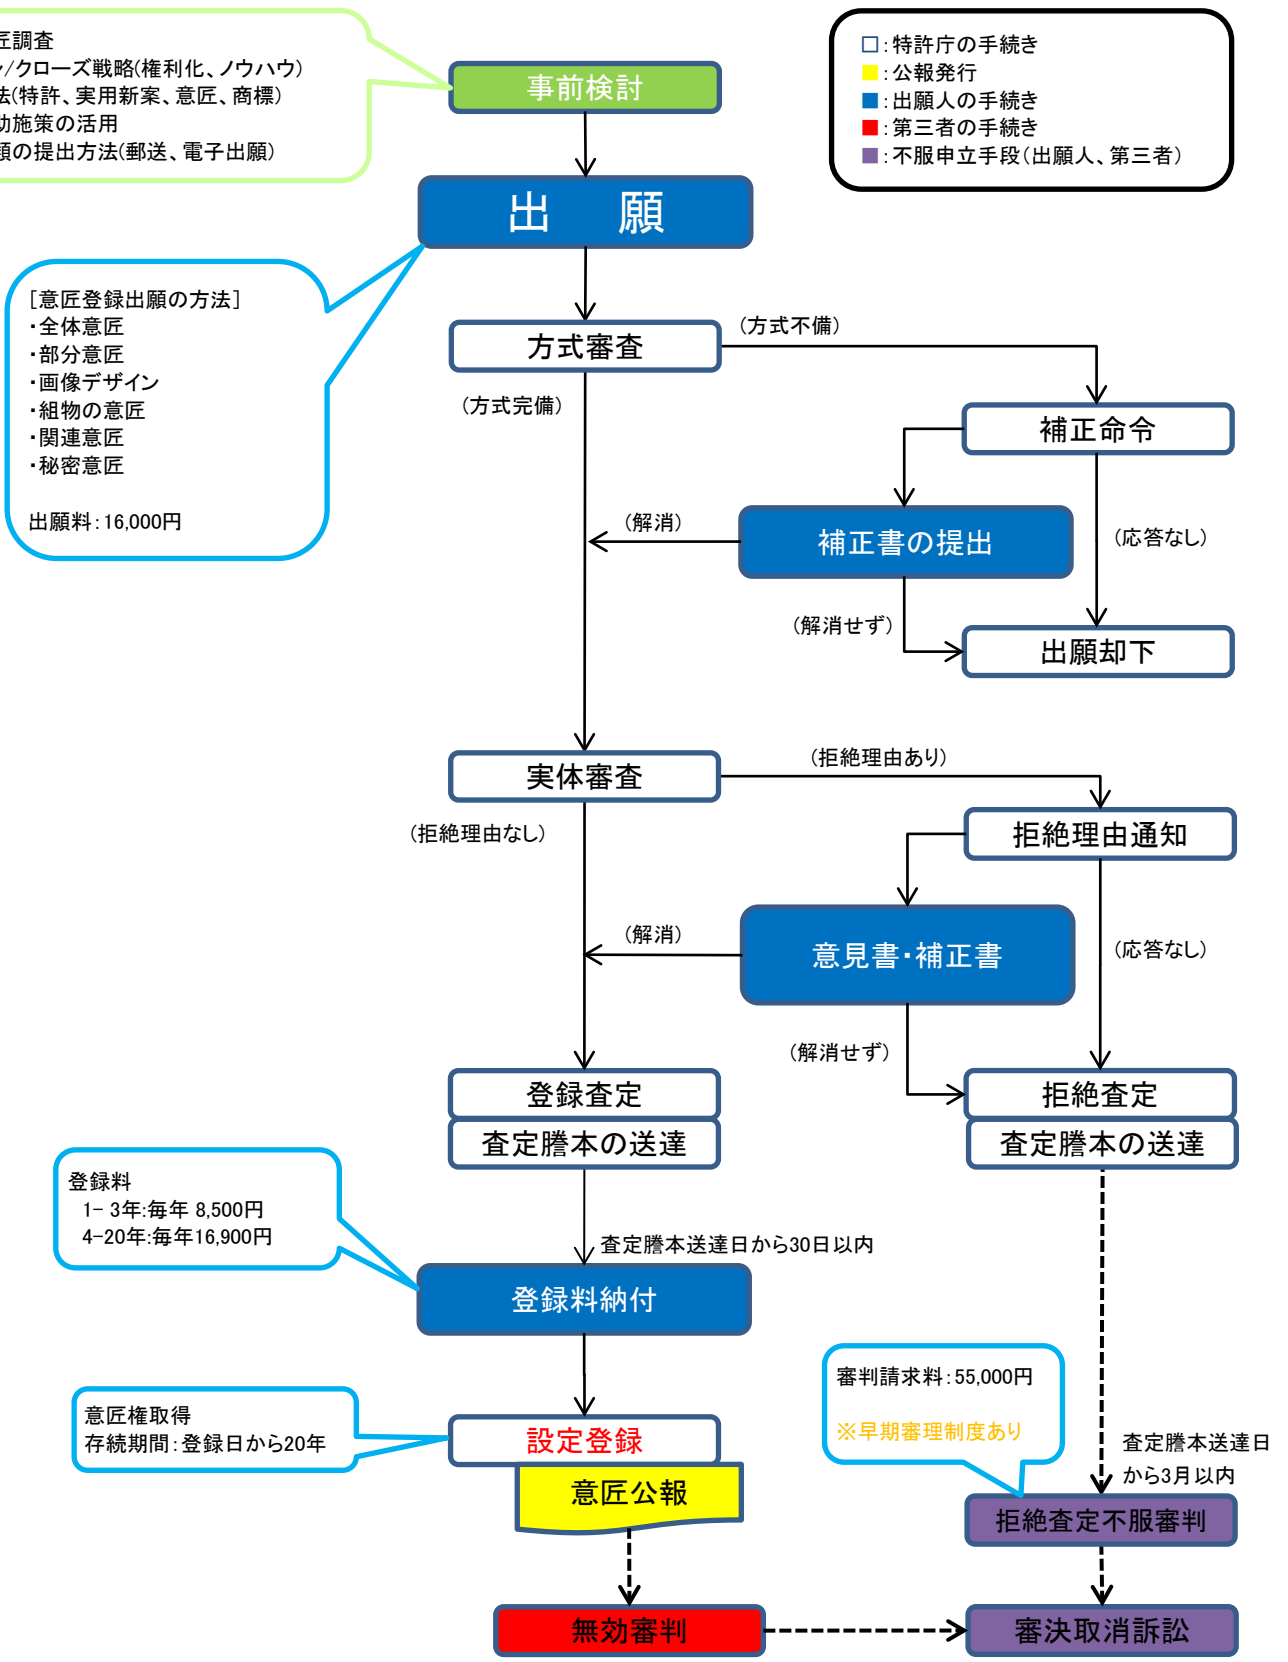 匠調査
/クローズ戦略(権利化、ノウハウ)
法(特許、実用新案、意匠、商標)
助施策の活用
類の提出方法(郵送、電子出願)
事前検討
□：特許庁の手続き
■：公報発行
■：出願人の手続き
■：第三者の手続き
■：不服申立手段(出願人、第三者)
出　願
[意匠登録出願の方法]
・全体意匠
・部分意匠
・画像デザイン
・組物の意匠
・関連意匠
・秘密意匠
出願料：16,000円
方式審査
(方式不備)
(方式完備)
補正命令
(解消)
補正書の提出
(応答なし)
(解消せず)
出願却下
実体審査
(拒絶理由あり)
(拒絶理由なし)
拒絶理由通知
(解消)
意見書・補正書
(応答なし)
(解消せず)
登録査定
査定謄本の送達
拒絶査定
査定謄本の送達
登録料
1- 3年:毎年 8,500円
4-20年:毎年16,900円
査定謄本送達日から30日以内
登録料納付
意匠権取得
存続期間：登録日から20年
設定登録
意匠公報
審判請求料：55,000円
※早期審理制度あり
査定謄本送達日
から3月以内
拒絶査定不服審判
無効審判
審決取消訴訟